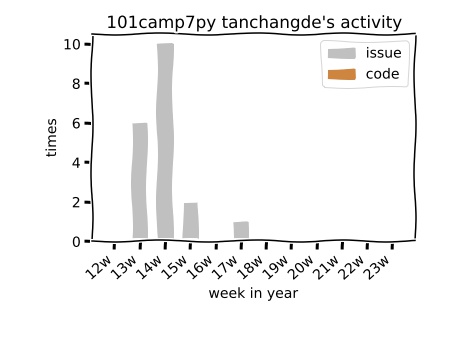 101camp7py tanchangde's activity
issue
code
times
10
8
6
4
2
0
12w 13w 14w 15w 16w 17w 18w 19w 20w 21w 22w 23w
week in year